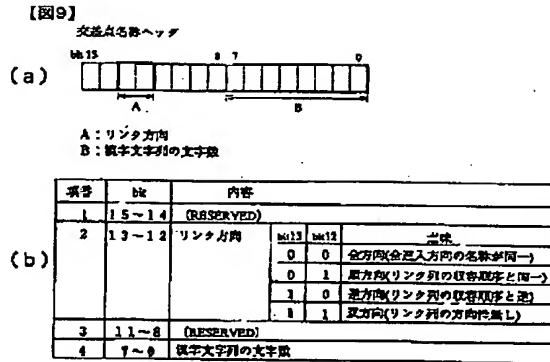 【図9】
交差点名称ヘッダ
bit 15 8 7 0
(a)
A B
A:リンク方向
B:漢字文字列の文字数
(b)
項番 bit 内容
1 15~14 (RESERVED)
2 13~12 リンク方向
bit13 bit12 意味
0 0 全方向(全進入方向の名称が同一)
0 1 順方向(リンク列の収容順序と同一)
1 0 逆方向(リンク列の収容順序と逆)
1 1 双方向(リンク列の方向性無し)
3 11~8 (RESERVED)
4 7~0 漢字文字列の文字数